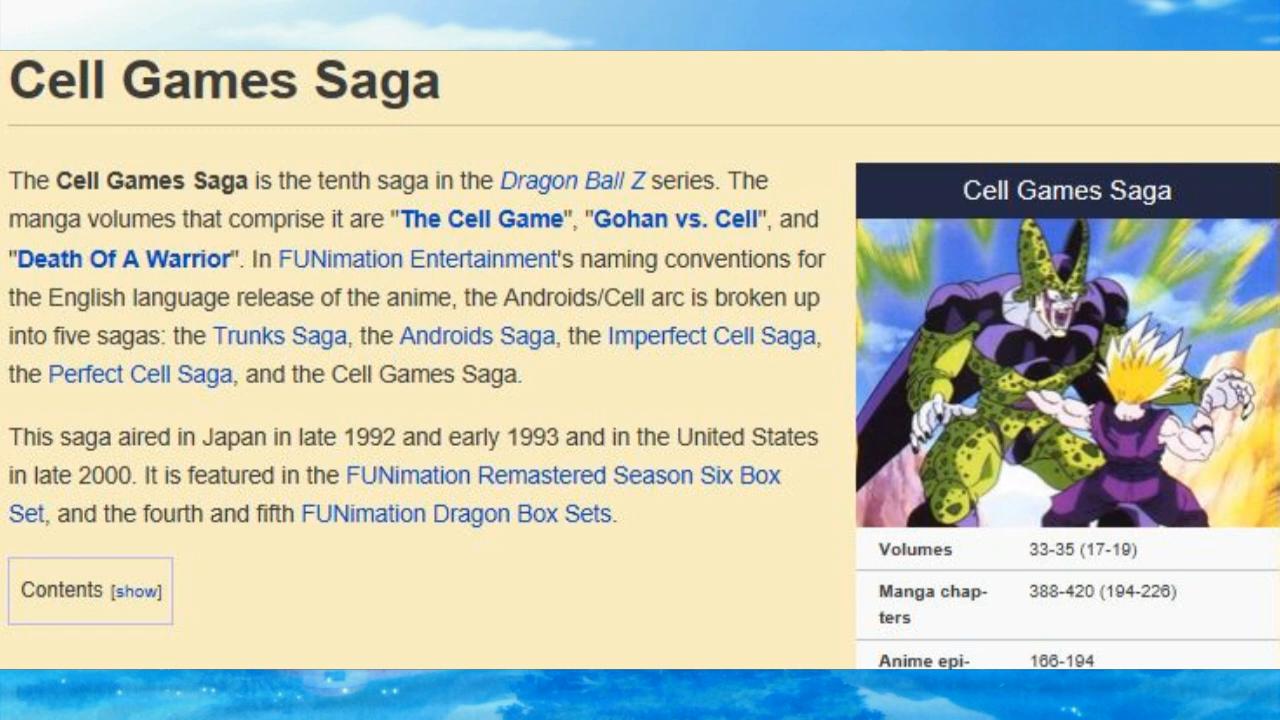 Cell Games Saga
The Cell Games Saga is the tenth saga in the Dragon Ball Z series. The
manga volumes that comprise it are "The Cell Game", "Gohan vs. Cell", and
"Death Of A Warrior". In FUNimation Entertainment's naming conventions for
the English language release of the anime, the Androids/Cell arc is broken up
into five sagas: the Trunks Saga, the Androids Saga, the Imperfect Cell Saga,
the Perfect Cell Saga, and the Cell Games Saga.
This saga aired in Japan in late 1992 and early 1993 and in the United States
in late 2000. It is featured in the FUNimation Remastered Season Six Box
Set, and the fourth and fifth FUNimation Dragon Box Sets.
Contents [show]
Cell Games Saga
Volumes 33-35 (17-19)
Manga chap- 388-420 (194-226)
ters
Anime epi- 166-194